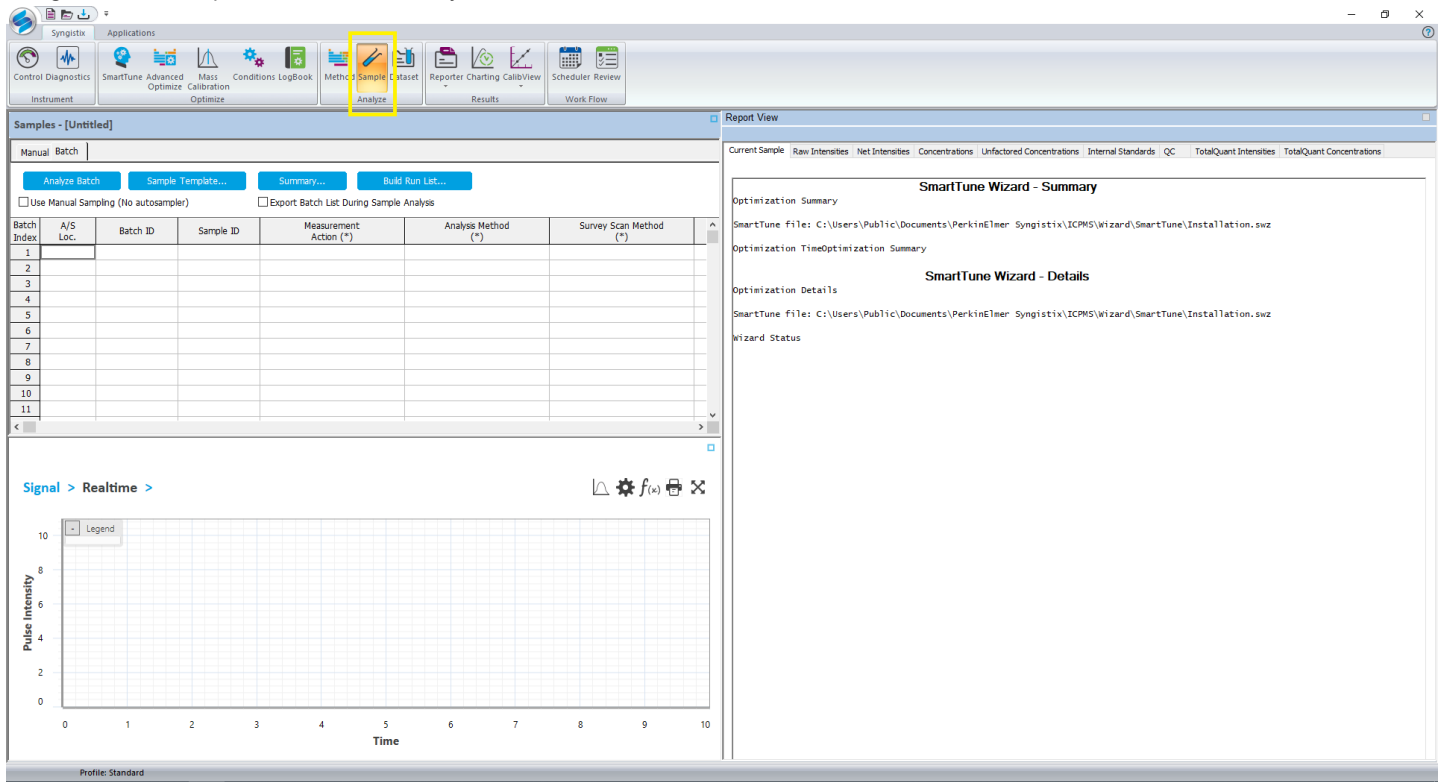 Syngistix Applications
Control Diagnostics SmartTune Advanced Optimize Mass Calibration Conditions LogBook Method Sample Dataset Reporter Charting CalibView Scheduler Review
Instrument Optimize Analyze Results Work Flow
Samples - [Untitled]
Manual Batch
Analyze Batch Sample Template... Summary... Build Run List...
Use Manual Sampling (No autosampler) Export Batch List During Sample Analysis
Batch Index A/S Loc. Batch ID Sample ID Measurement Action (*) Analysis Method (*) Survey Scan Method (*)
1
2
3
4
5
6
7
8
9
10
11
Signal > Realtime >
f(x)
- Legend
Pulse Intensity
10
8
6
4
2
0
0 1 2 3 4 5 6 7 8 9 10
Time
Report View
Current Sample Raw Intensities Net Intensities Concentrations Unfactored Concentrations Internal Standards QC TotalQuant Intensities TotalQuant Concentrations
SmartTune Wizard - Summary
Optimization Summary
SmartTune file: C:\Users\Public\Documents\PerkinElmer Syngistix\ICPMS\Wizard\SmartTune\Installation.swz
Optimization TimeOptimization Summary
SmartTune Wizard - Details
Optimization Details
SmartTune file: C:\Users\Public\Documents\PerkinElmer Syngistix\ICPMS\Wizard\SmartTune\Installation.swz
Wizard Status
Profile: Standard